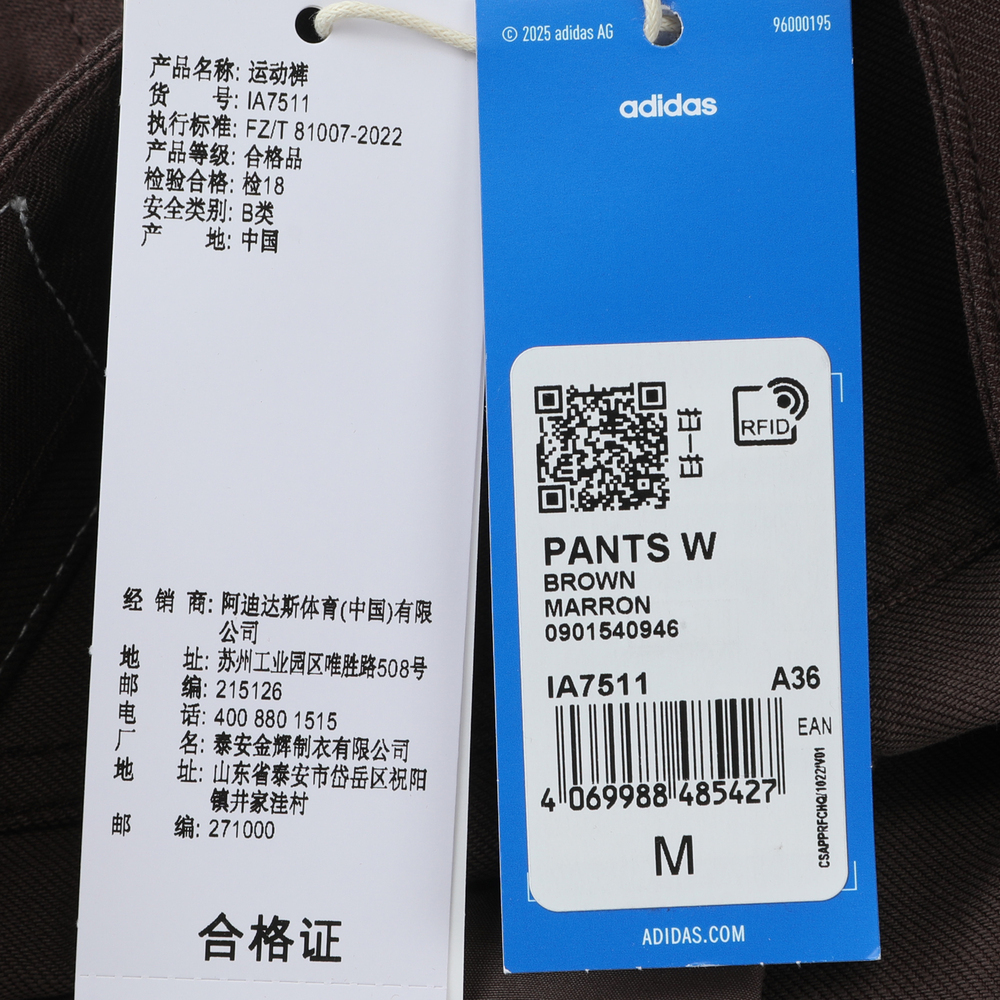 产品名称: 运动裤
货 号: IA7511
执行标准: FZ/T 81007-2022
产品等级: 合格品
检验合格: 检18
安全类别: B类
产 地: 中国
经 销 商: 阿迪达斯体育(中国)有限
公司
地 址: 苏州工业园区唯胜路508号
邮 编: 215126
电 话: 400 880 1515
厂 名: 泰安金辉制衣有限公司
地 址: 山东省泰安市岱岳区祝阳
镇井家洼村
邮 编: 271000
合格证
© 2025 adidas AG
96000195
adidas
扫一扫
RFID
PANTS W
BROWN
MARRON
0901540946
IA7511 A36
EAN
4 069988 485427
CSAPPRFCHQ/1022/V01
M
ADIDAS.COM